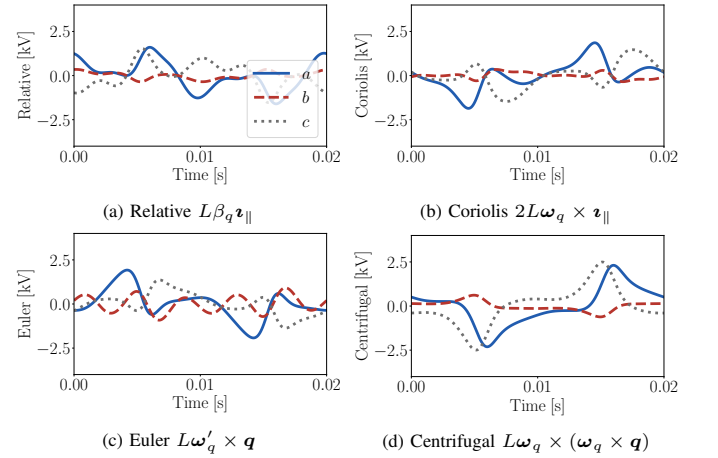 2.5
0.0
−2.5
Relative [kV]
a
b
c
0.00
0.01
0.02
Time [s]
(a) Relative Lβ_q ı_∥
2.5
0.0
−2.5
Coriolis [kV]
0.00
0.01
0.02
Time [s]
(b) Coriolis 2Lω_q × ı_∥
2.5
0.0
−2.5
Euler [kV]
0.00
0.01
0.02
Time [s]
(c) Euler Lω′_q × q
2.5
0.0
−2.5
Centrifugal [kV]
0.00
0.01
0.02
Time [s]
(d) Centrifugal Lω_q × (ω_q × q)